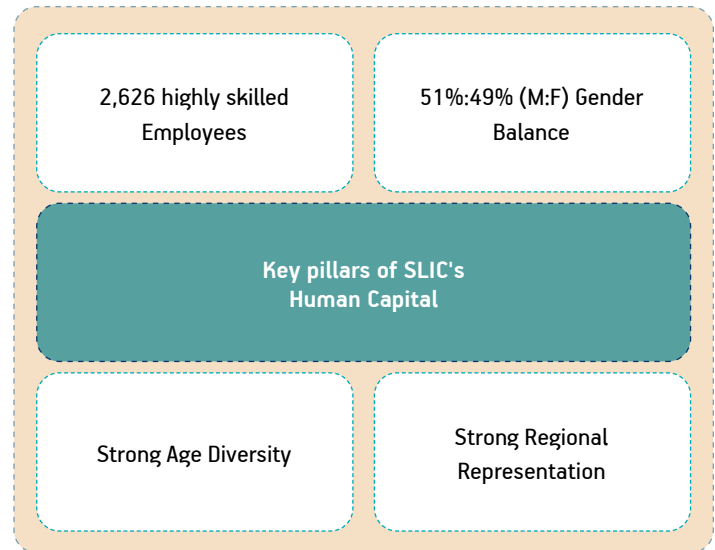 2,626 highly skilled
Employees
51%:49% (M:F) Gender
Balance
Key pillars of SLIC's
Human Capital
Strong Age Diversity
Strong Regional
Representation